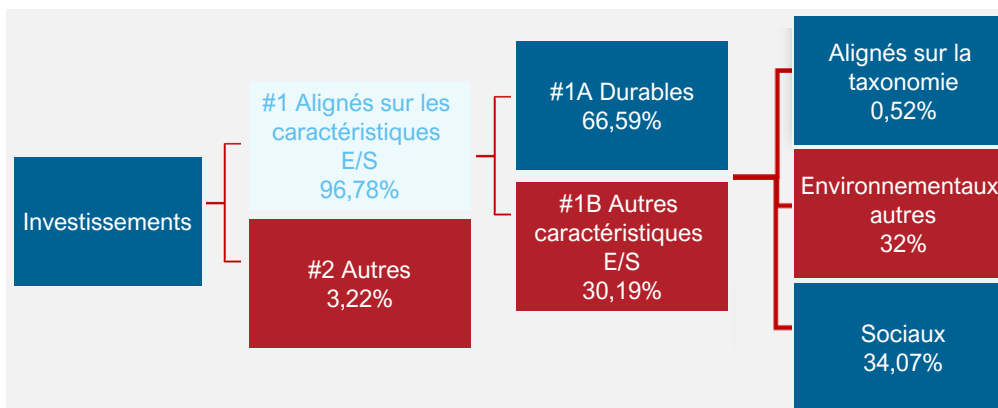 Investissements
#1 Alignés sur les
caractéristiques
E/S
96,78%
#2 Autres
3,22%
#1A Durables
66,59%
#1B Autres
caractéristiques
E/S
30,19%
Alignés sur la
taxonomie
0,52%
Environnementaux
autres
32%
Sociaux
34,07%